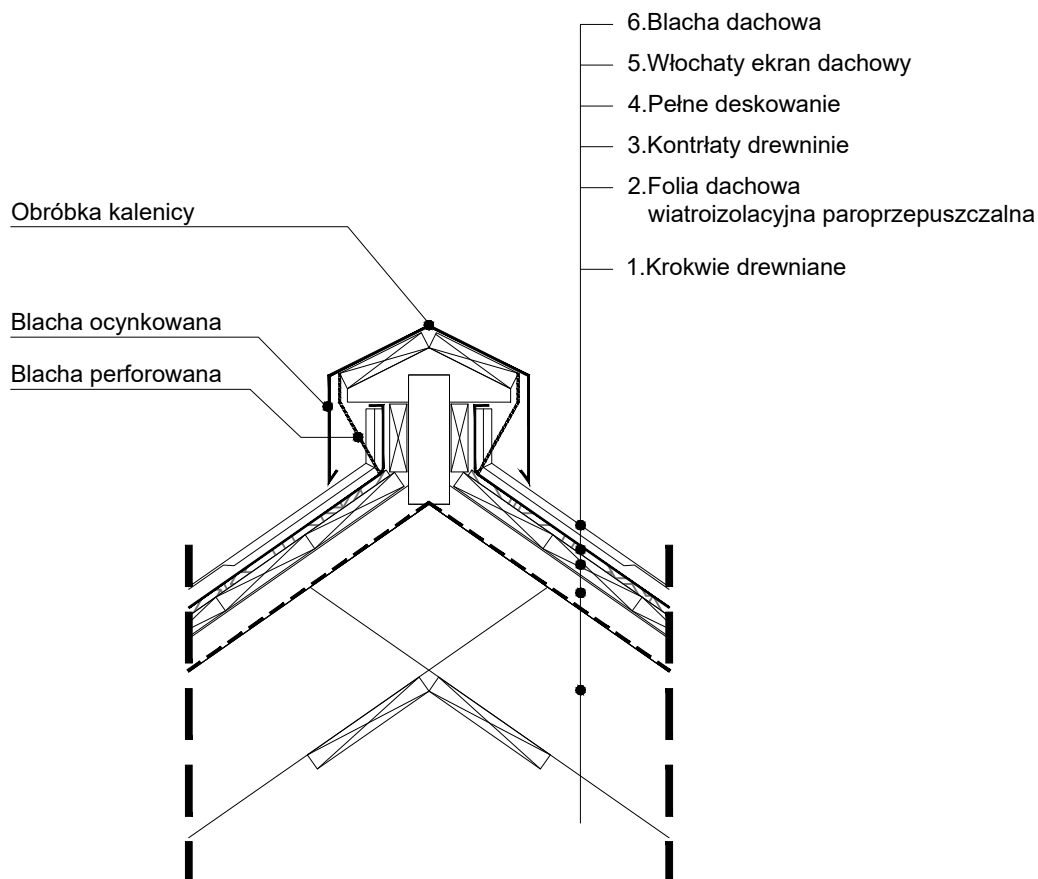 6.Blacha dachowa
5.Włochaty ekran dachowy
4.Pełne deskowanie
3.Kontrłaty drewninie
2.Folia dachowa
wiatroizolacyjna paroprzepuszczalna
1.Krokwie drewniane
Obróbka kalenicy
Blacha ocynkowana
Blacha perforowana